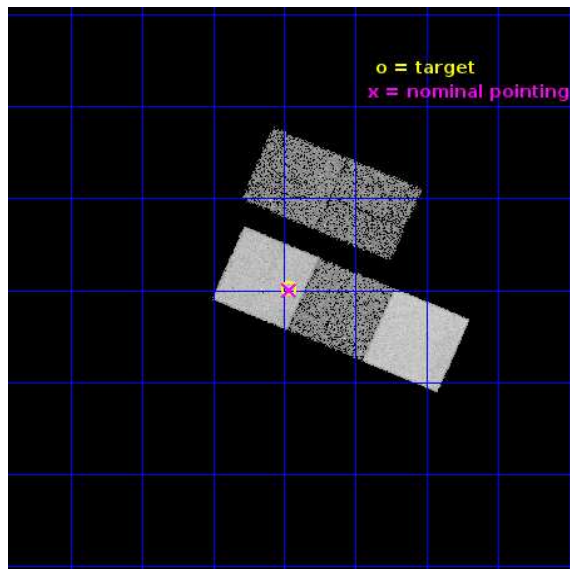 o = target
x = nominal pointing